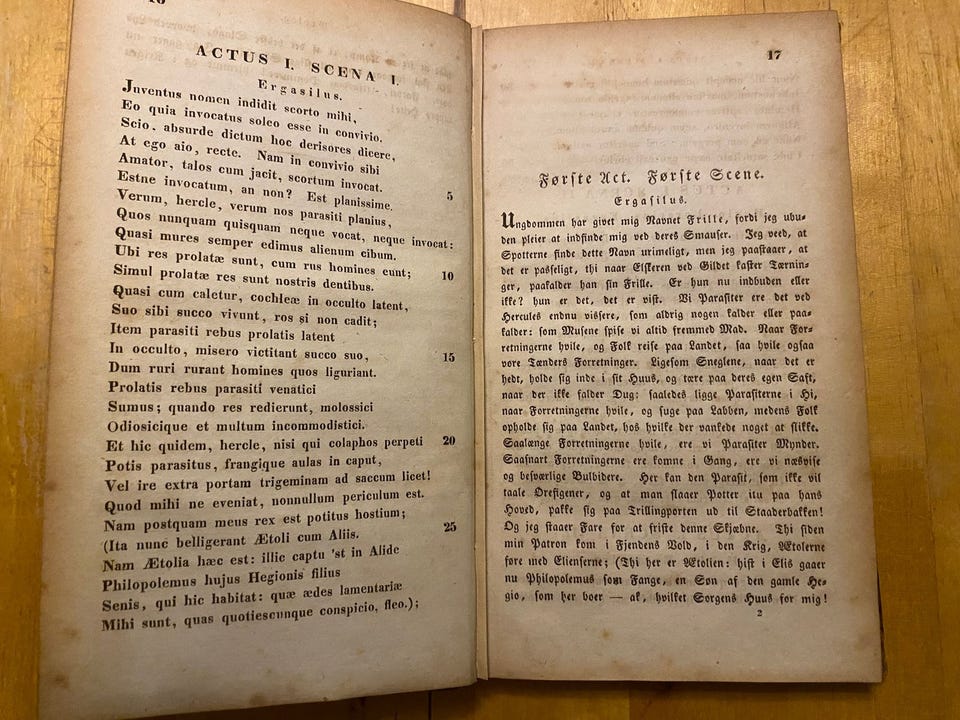 ACTUS I. SCENA I.
Ergasilus.
Juventus nomen indidit scorto mihi,
Eo quia invocatus soleo esse in convivio.
Scio, absurde dictum hoc derisores dicere,
At ego aio, recte. Nam in convivio sibi
Amator, talos cum jacit, scortum invocat. 5
Estne invocatum, an non? Est planissime.
Verum, hercle, verum nos parasiti planius,
Quos nunquam quisquam neque vocat, neque invocat:
Quasi mures semper edimus alienum cibum.
Ubi res prolatæ sunt, cum rus homines eunt; 10
Simul prolatæ res sunt nostris dentibus.
Quasi cum caletur, cochleæ in occulto latent,
Suo sibi succo vivunt, ros si non cadit;
Item parasiti rebus prolatis latent
In occulto, misero victitant succo suo, 15
Dum ruri rurant homines quos liguriant.
Prolatis rebus parasiti venatici
Sumus; quando res redierunt, molossici
Odiosicique et multum incommodistici.
Et hic quidem, hercle, nisi qui colaphos perpeti 20
Potis parasitus, frangique aulas in caput,
Vel ire extra portam trigeminam ad saccum licet!
Quod mihi ne eveniat, nonnullum periculum est.
Nam postquam meus rex est potitus hostium;
(Ita nunc belligerant Ætoli cum Aliis. 25
Nam Ætolia hæc est: illic captu 'st in Alide
Philopolemus hujus Hegionis filius
Senis, qui hic habitat: quæ ædes lamentariæ
Mihi sunt, quas quotiescunque conspicio, fleo.);
17
Første Act. Første Scene.
Ergasilus.
Ungdommen har givet mig Navnet Frille, fordi jeg ubu-
den pleier at indfinde mig ved deres Smauser. Jeg veed, at
Spotterne finde dette Navn urimeligt, men jeg paastaaer, at
det er passeligt, thi naar Elskeren ved Gildet kaster Tærnin-
ger, paakalder han sin Frille. Er hun nu indbuden eller
ikke? hun er det, det er vist. Vi Parasiter ere det ved
Hercules endnu vissere, som aldrig nogen kalder eller paa-
kalder: som Musene spise vi altid fremmed Mad. Naar For-
retningerne hvile, og Folk reise paa Landet, saa hvile ogsaa
vore Tænders Forretninger. Ligesom Sneglene, naar det er
hedt, holde sig inde i sit Huus, og tære paa deres egen Saft,
naar der ikke falder Dug: saaledes ligge Parasiterne i Hi,
naar Forretningerne hvile, og suge paa Labben, medens Folk
opholde sig paa Landet, hos hvilke der vankede noget at slikke.
Saalænge Forretningerne hvile, ere vi Parasiter Mynder.
Saasnart Forretningerne ere komne i Gang, ere vi næsvise
og besværlige Bulbidere. Her kan den Parasit, som ikke vil
taale Ørefigener, og at man slaaer Potter itu paa hans
Hoved, pakke sig paa Trillingporten ud til Staaderbakken!
Og jeg staaer Fare for at friste denne Skjæbne. Thi siden
min Patron kom i Fjendens Vold, i den Krig, Ætolerne
føre med Elienserne; (Thi her er Ætolien: hist i Elis gaaer
nu Philopolemus som Fange, en Søn af den gamle He-
gio, som her boer — ak, hvilket Sorgens Huus for mig!
2